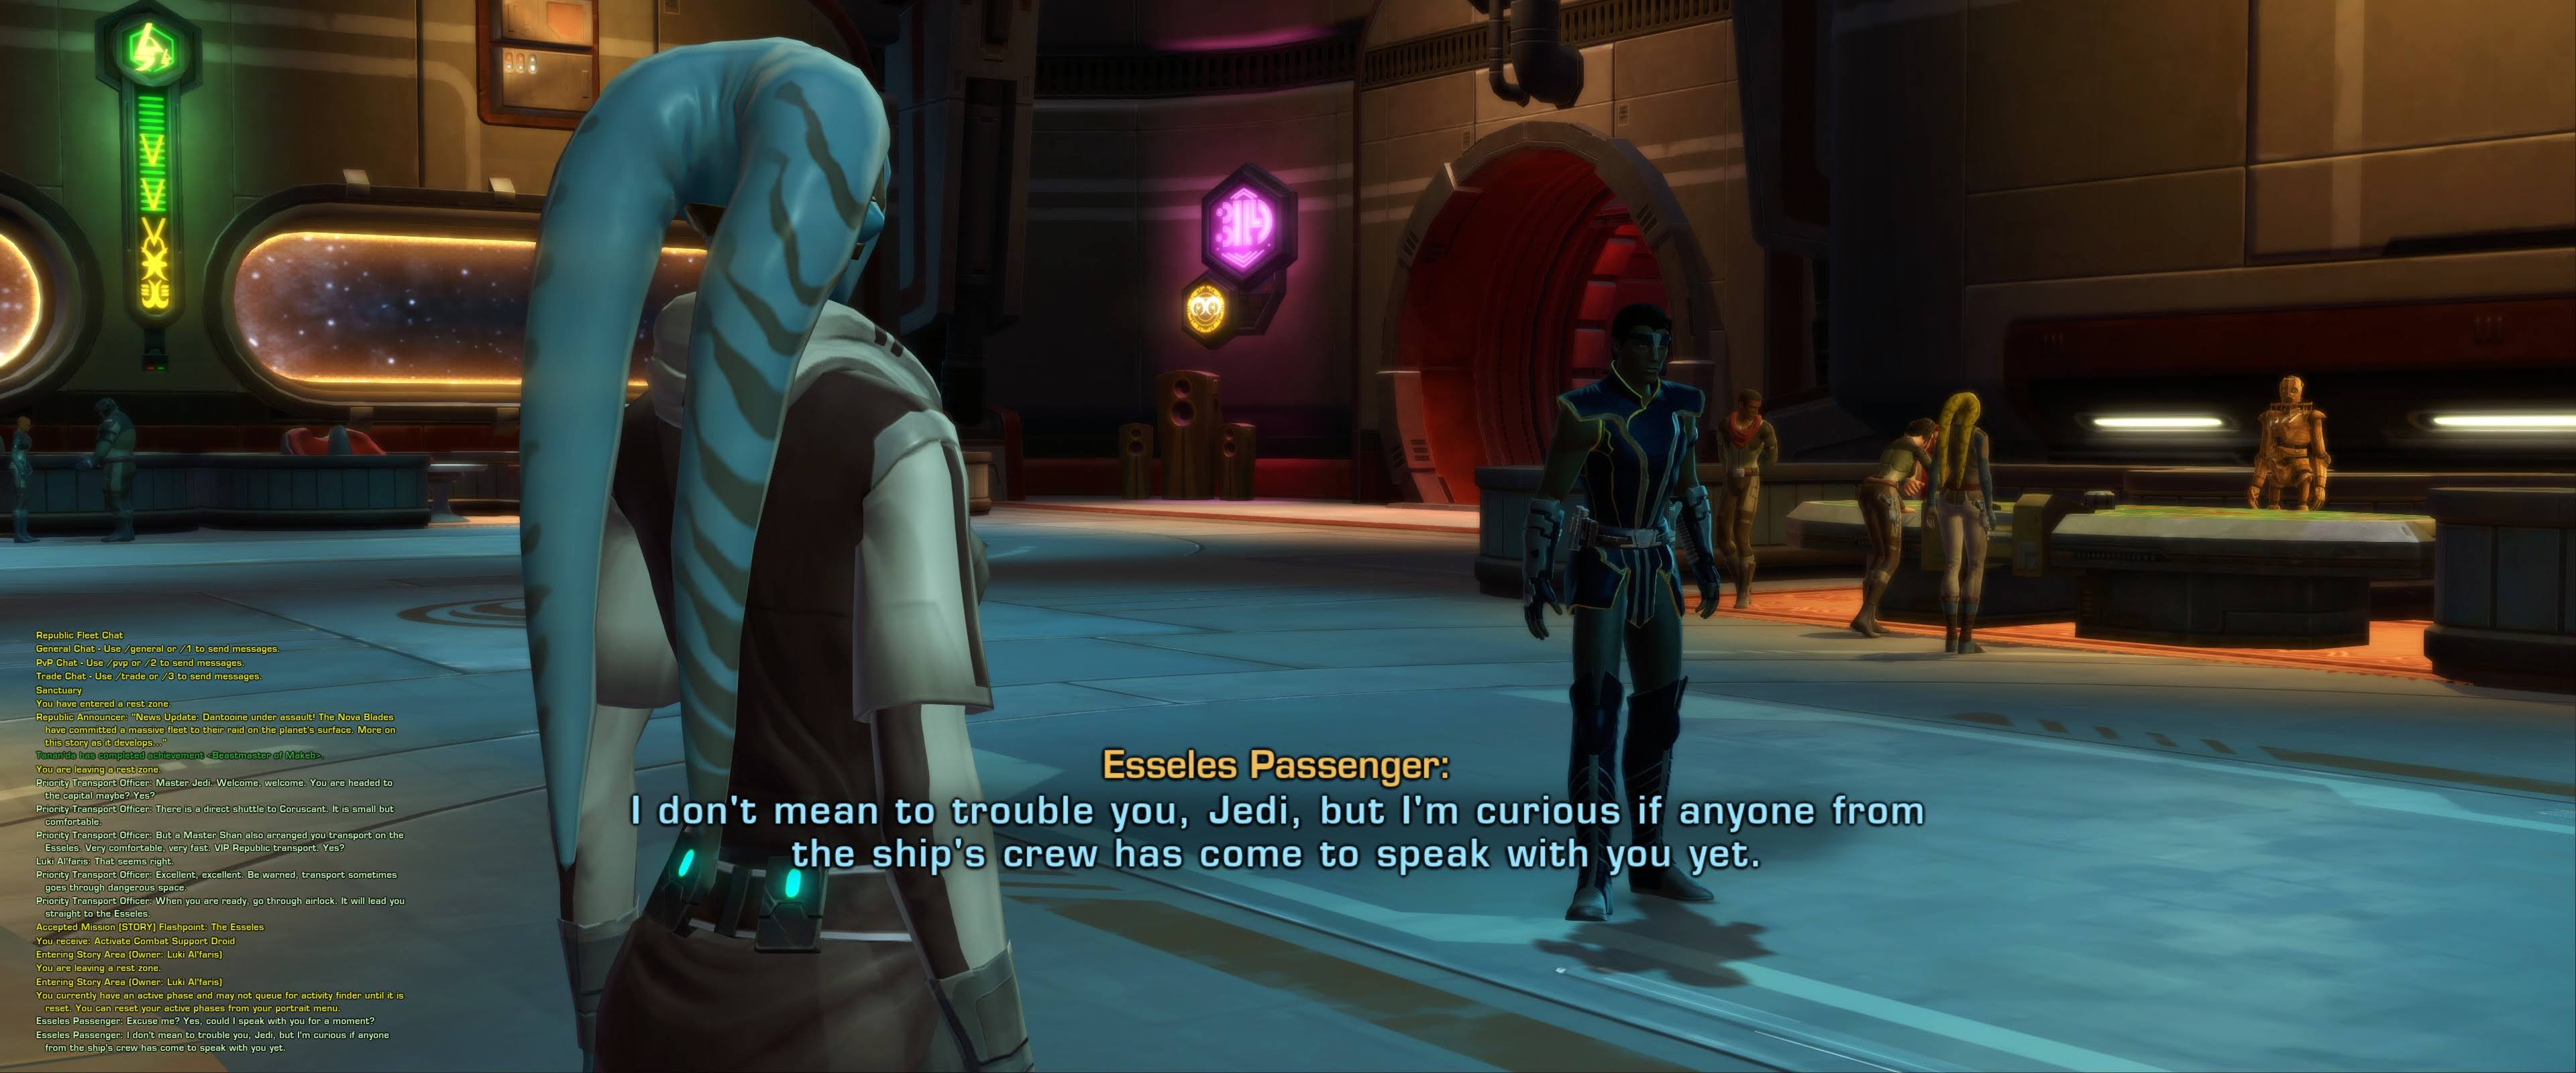 Republic Fleet Chat
General Chat - Use /general or /1 to send messages.
PvP Chat - Use /pvp or /2 to send messages.
Trade Chat - Use /trade or /3 to send messages.
Sanctuary
You have entered a rest zone.
Republic Announcer: "News Update: Dantooine under assault! The Nova Blades
have committed a massive fleet to their raid on the planet's surface. More on
this story as it develops..."
Tanan'da has completed achievement <Beastmaster of Makeb>.
You are leaving a rest zone.
Priority Transport Officer: Master Jedi. Welcome, welcome. You are headed to
the capital maybe? Yes?
Priority Transport Officer: There is a direct shuttle to Coruscant. It is small but
comfortable.
Priority Transport Officer: But a Master Shan also arranged you transport on the
Esseles. Very comfortable, very fast. VIP Republic transport. Yes?
Luki Al'faris: That seems right.
Priority Transport Officer: Excellent, excellent. Be warned, transport sometimes
goes through dangerous space.
Priority Transport Officer: When you are ready, go through airlock. It will lead you
straight to the Esseles.
Accepted Mission [STORY] Flashpoint: The Esseles
You receive: Activate Combat Support Droid
Entering Story Area (Owner: Luki Al'faris)
You are leaving a rest zone.
Entering Story Area (Owner: Luki Al'faris)
You currently have an active phase and may not queue for activity finder until it is
reset. You can reset your active phases from your portrait menu.
Esseles Passenger: Excuse me? Yes, could I speak with you for a moment?
Esseles Passenger: I don't mean to trouble you, Jedi, but I'm curious if anyone
from the ship's crew has come to speak with you yet.
Esseles Passenger:
I don't mean to trouble you, Jedi, but I'm curious if anyone from
the ship's crew has come to speak with you yet.